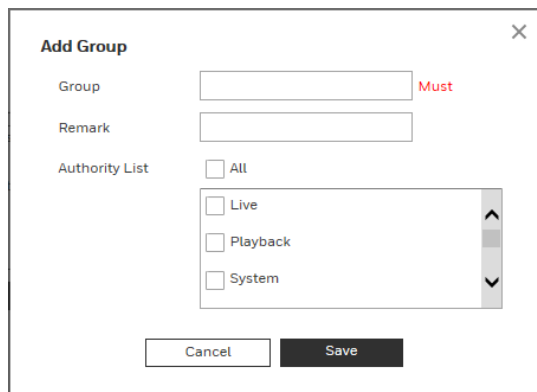 Add Group
Group Must
Remark
Authority List All
Live
Playback
System
Cancel Save